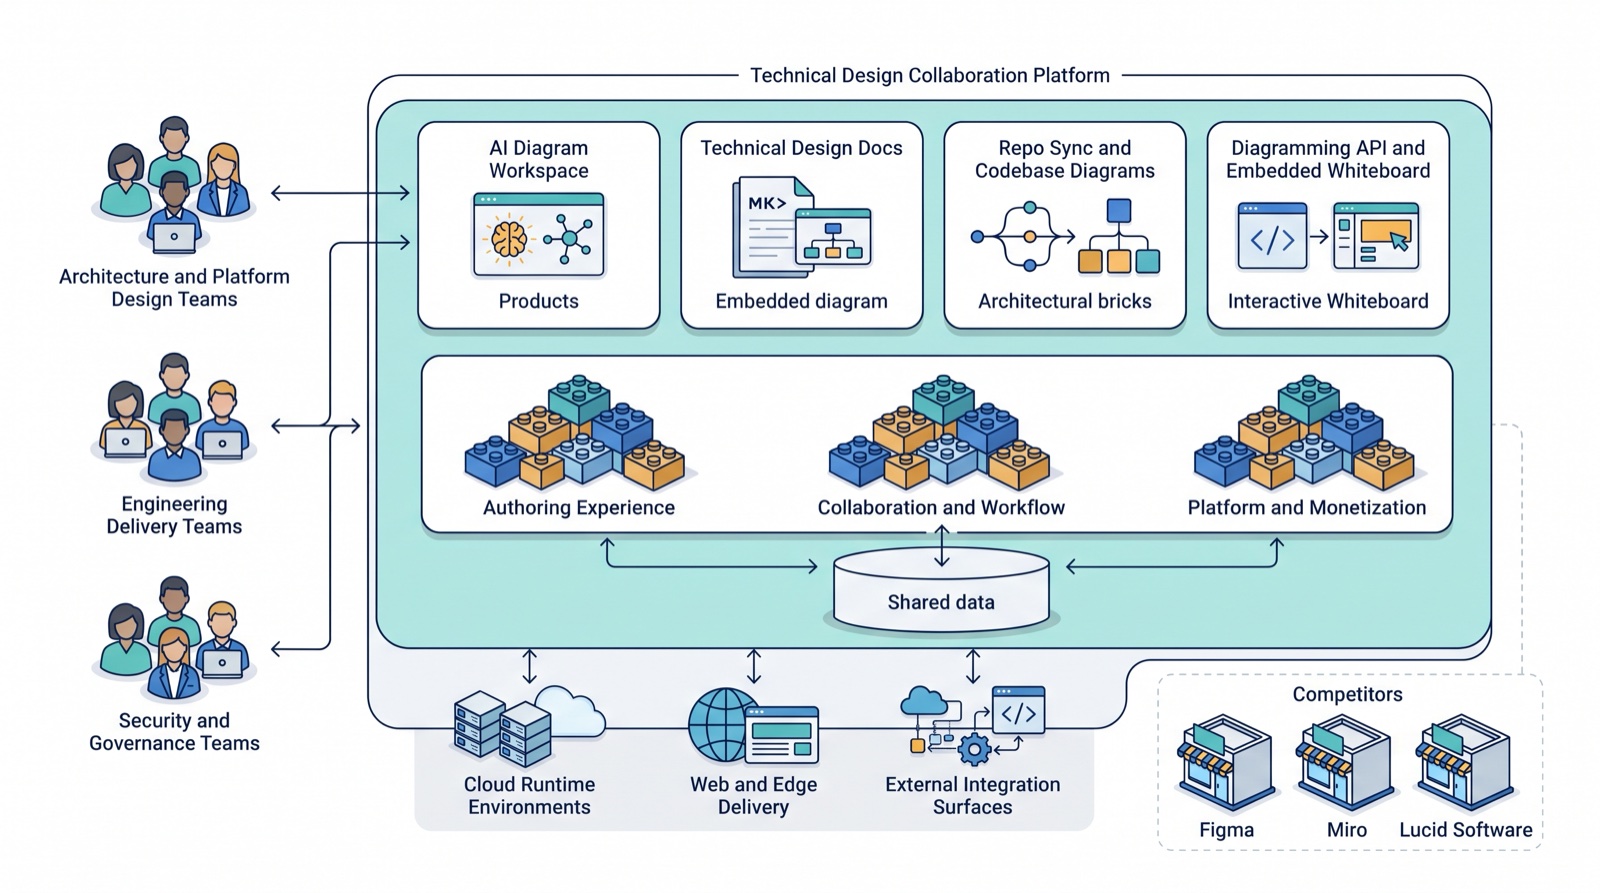 Technical Design Collaboration Platform
Architecture and Platform
Design Teams
Engineering
Delivery Teams
Security and
Governance Teams
AI Diagram
Workspace
Products
Technical Design Docs
MK>
Embedded diagram
Repo Sync and
Codebase Diagrams
Architectural bricks
Diagramming API and
Embedded Whiteboard
</>
Interactive Whiteboard
Authoring Experience
Collaboration and Workflow
Platform and Monetization
Shared data
Cloud Runtime
Environments
Web and Edge
Delivery
</>
External Integration
Surfaces
Competitors
Figma
Miro
Lucid Software